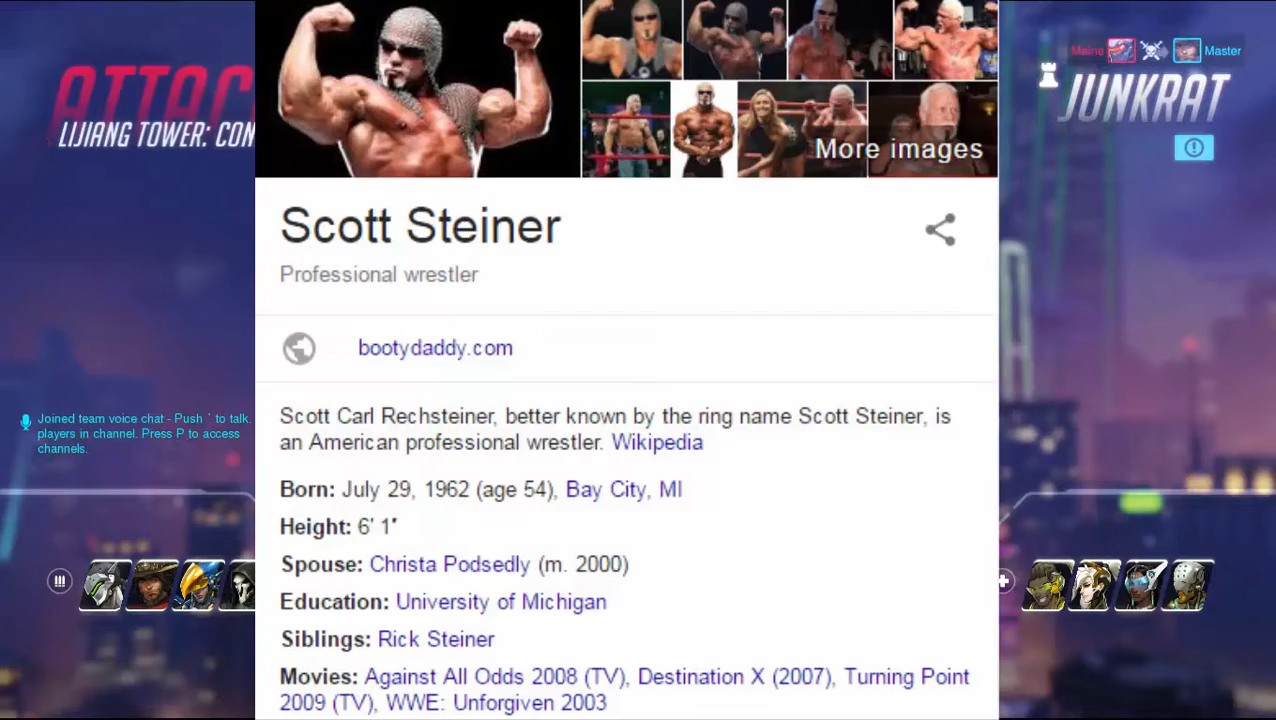 ATTAC
LIJIANG TOWER: CON
Maine
Master
JUNKRAT
More images
Scott Steiner
Professional wrestler
bootydaddy.com
Joined team voice chat - Push ` to talk.
players in channel. Press P to access
channels.
Scott Carl Rechsteiner, better known by the ring name Scott Steiner, is
an American professional wrestler. Wikipedia
Born: July 29, 1962 (age 54), Bay City, MI
Height: 6' 1″
Spouse: Christa Podsedly (m. 2000)
Education: University of Michigan
Siblings: Rick Steiner
Movies: Against All Odds 2008 (TV), Destination X (2007), Turning Point
2009 (TV), WWE: Unforgiven 2003